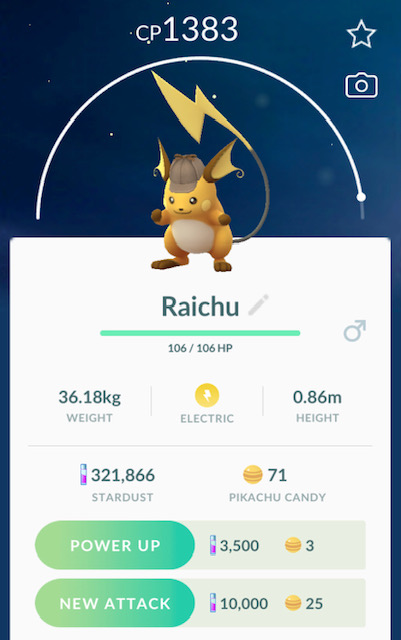 CP1383
Raichu
106 / 106 HP
36.18kg
WEIGHT
ELECTRIC
0.86m
HEIGHT
321,866
STARDUST
71
PIKACHU CANDY
POWER UP 3,500 3
NEW ATTACK 10,000 25